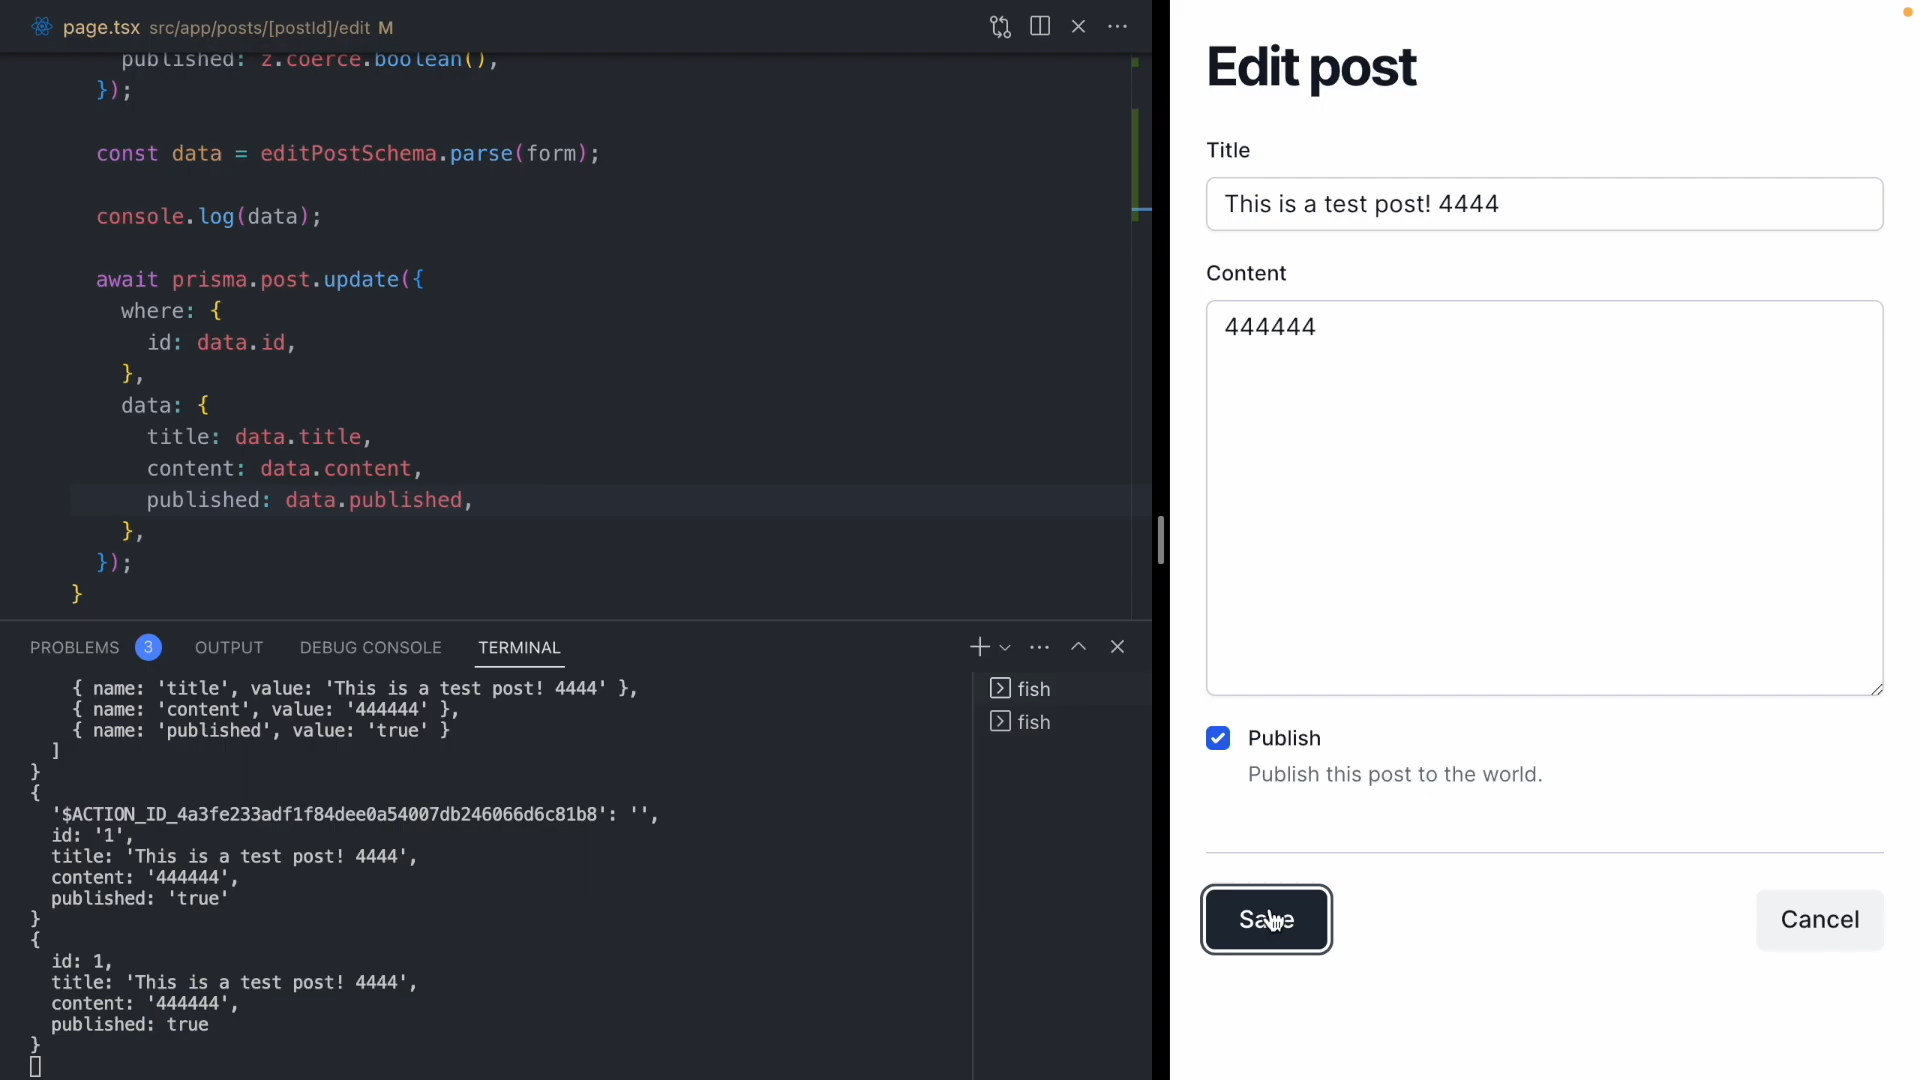 page.tsx src/app/posts/[postId]/edit M
published: z.coerce.boolean(),
});
const data = editPostSchema.parse(form);
console.log(data);
await prisma.post.update({
where: {
id: data.id,
},
data: {
title: data.title,
content: data.content,
published: data.published,
},
});
}
PROBLEMS 3 OUTPUT DEBUG CONSOLE TERMINAL
{ name: 'title', value: 'This is a test post! 4444' },
{ name: 'content', value: '444444' },
{ name: 'published', value: 'true' }
]
}
{
'$ACTION_ID_4a3fe233adf1f84dee0a54007db246066d6c81b8': '',
id: '1',
title: 'This is a test post! 4444',
content: '444444',
published: 'true'
}
{
id: 1,
title: 'This is a test post! 4444',
content: '444444',
published: true
}
fish
fish
Edit post
Title
This is a test post! 4444
Content
444444
Publish
Publish this post to the world.
Save
Cancel